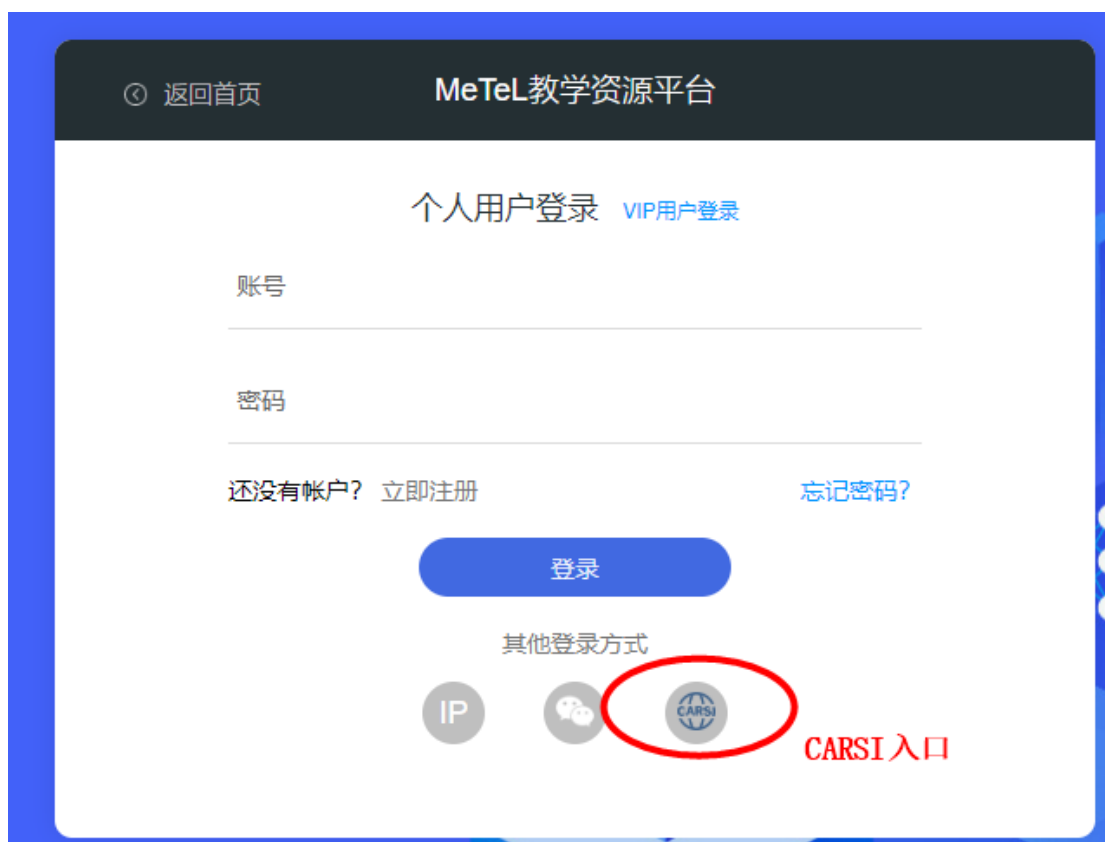 返回首页
MeTeL教学资源平台
个人用户登录 VIP用户登录
账号
密码
还没有帐户? 立即注册 忘记密码?
登录
其他登录方式
IP
CARSI
CARSI入口